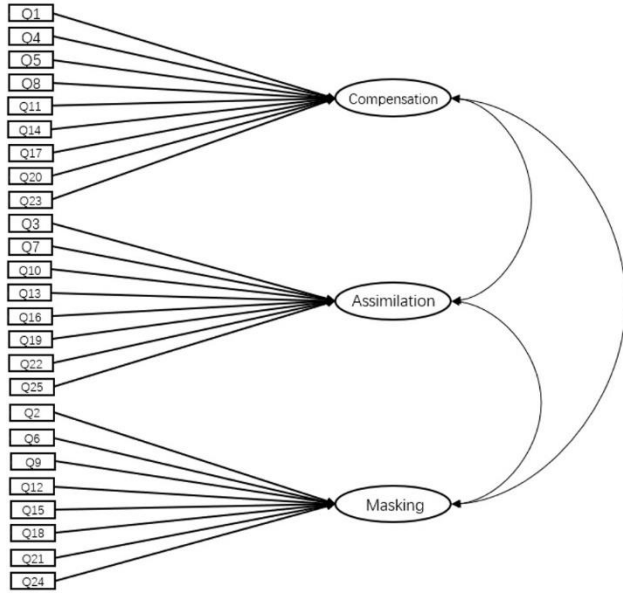 Q1
Q4
Q5
Q8
Q11
Q14
Q17
Q20
Q23
Q3
Q7
Q10
Q13
Q16
Q19
Q22
Q25
Q2
Q6
Q9
Q12
Q15
Q18
Q21
Q24
Compensation
Assimilation
Masking